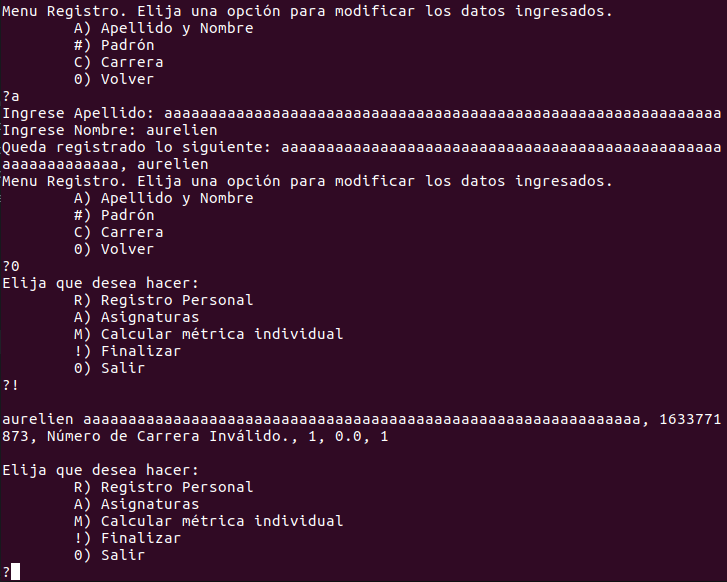 Menu Registro. Elija una opción para modificar los datos ingresados.
A) Apellido y Nombre
#) Padrón
C) Carrera
0) Volver
?a
Ingrese Apellido: aaaaaaaaaaaaaaaaaaaaaaaaaaaaaaaaaaaaaaaaaaaaaaaaaaaaaaaaaaaaaa
Ingrese Nombre: aurelien
Queda registrado lo siguiente: aaaaaaaaaaaaaaaaaaaaaaaaaaaaaaaaaaaaaaaaaaaaaaaaa
aaaaaaaaaaaaa, aurelien
Menu Registro. Elija una opción para modificar los datos ingresados.
A) Apellido y Nombre
#) Padrón
C) Carrera
0) Volver
?0
Elija que desea hacer:
R) Registro Personal
A) Asignaturas
M) Calcular métrica individual
!) Finalizar
0) Salir
?!
aurelien aaaaaaaaaaaaaaaaaaaaaaaaaaaaaaaaaaaaaaaaaaaaaaaaaaaaaaaaaaaaaa, 1633771
873, Número de Carrera Inválido., 1, 0.0, 1
Elija que desea hacer:
R) Registro Personal
A) Asignaturas
M) Calcular métrica individual
!) Finalizar
0) Salir
?